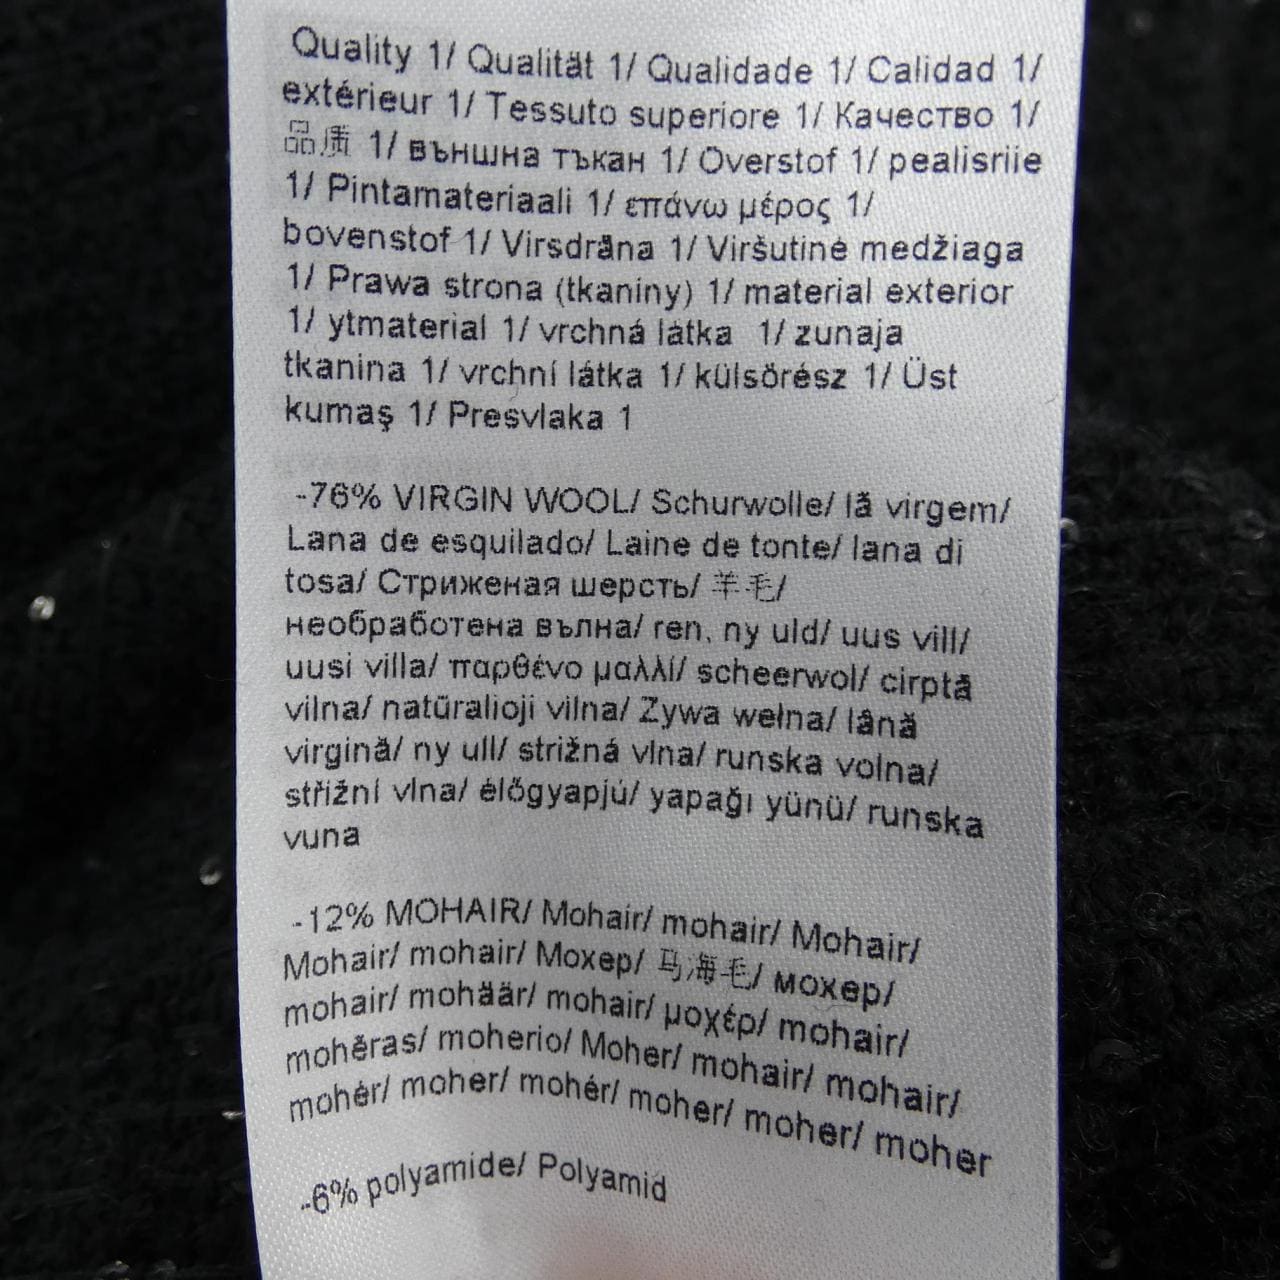 Quality 1/ Qualität 1/ Qualidade 1/ Calidad 1/
extérieur 1/ Tessuto superiore 1/ Качество 1/
品质 1/ външна тъкан 1/ Overstof 1/ pealisriie
1/ Pintamateriaali 1/ επάνω μέρος 1/
bovenstof 1/ Virsdrāna 1/ Viršutinė medžiaga
1/ Prawa strona (tkaniny) 1/ material exterior
1/ ytmaterial 1/ vrchná látka 1/ zunaja
tkanina 1/ vrchní látka 1/ külsőrész 1/ Üst
kumaş 1/ Presvlaka 1
-76% VIRGIN WOOL/ Schurwolle/ lã virgem/
Lana de esquilado/ Laine de tonte/ lana di
tosa/ Стриженая шерсть/ 羊毛/
необработена вълна/ ren, ny uld/ uus vill/
uusi villa/ παρθένο μαλλί/ scheerwol/ cirptā
vilna/ natūralioji vilna/ Żywa wełna/ lână
virgină/ ny ull/ strižná vlna/ runska volna/
střižní vlna/ élőgyapjú/ yapağı yünü/ runska
vuna
-12% MOHAIR/ Mohair/ mohair/ Mohair/
Mohair/ mohair/ Мохер/ 马海毛/ мохер/
mohair/ mohäär/ mohair/ μοχέρ/ mohair/
mohēras/ moherio/ Moher/ mohair/ mohair/
mohér/ moher/ mohér/ moher/ moher/ moher
-6% polyamide/ Polyamid